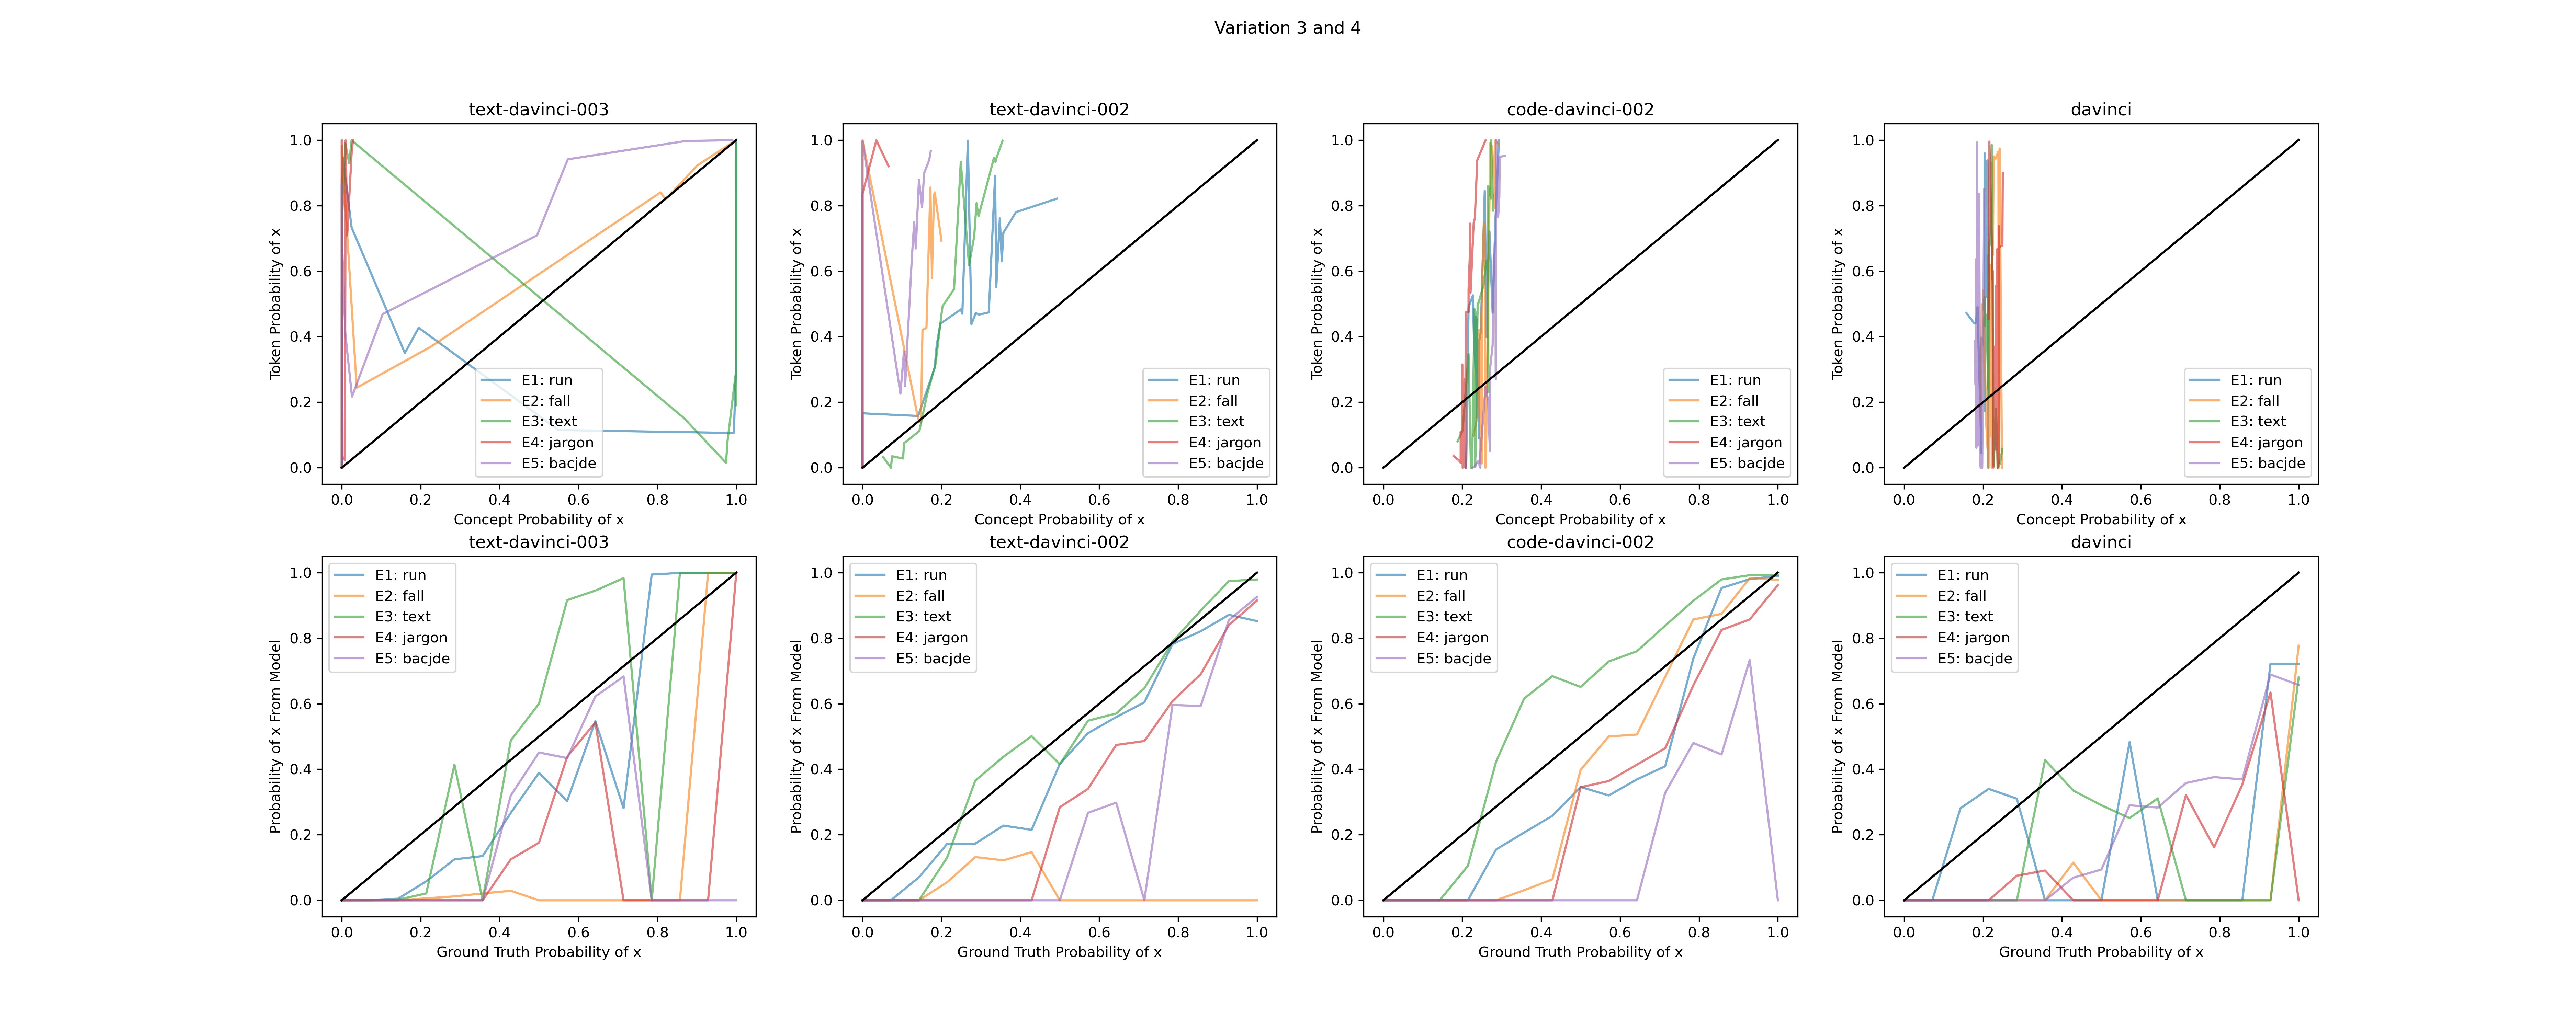 Variation 3 and 4
text-davinci-003
Token Probability of x
1.0
0.8
0.6
0.4
0.2
0.0
E1: run
E2: fall
E3: text
E4: jargon
E5: bacjde
0.0 0.2 0.4 0.6 0.8 1.0
Concept Probability of x
text-davinci-002
Token Probability of x
1.0
0.8
0.6
0.4
0.2
0.0
E1: run
E2: fall
E3: text
E4: jargon
E5: bacjde
0.0 0.2 0.4 0.6 0.8 1.0
Concept Probability of x
code-davinci-002
Token Probability of x
1.0
0.8
0.6
0.4
0.2
0.0
E1: run
E2: fall
E3: text
E4: jargon
E5: bacjde
0.0 0.2 0.4 0.6 0.8 1.0
Concept Probability of x
davinci
Token Probability of x
1.0
0.8
0.6
0.4
0.2
0.0
E1: run
E2: fall
E3: text
E4: jargon
E5: bacjde
0.0 0.2 0.4 0.6 0.8 1.0
Concept Probability of x
text-davinci-003
Probability of x From Model
1.0
0.8
0.6
0.4
0.2
0.0
E1: run
E2: fall
E3: text
E4: jargon
E5: bacjde
0.0 0.2 0.4 0.6 0.8 1.0
Ground Truth Probability of x
text-davinci-002
Probability of x From Model
1.0
0.8
0.6
0.4
0.2
0.0
E1: run
E2: fall
E3: text
E4: jargon
E5: bacjde
0.0 0.2 0.4 0.6 0.8 1.0
Ground Truth Probability of x
code-davinci-002
Probability of x From Model
1.0
0.8
0.6
0.4
0.2
0.0
E1: run
E2: fall
E3: text
E4: jargon
E5: bacjde
0.0 0.2 0.4 0.6 0.8 1.0
Ground Truth Probability of x
davinci
Probability of x From Model
1.0
0.8
0.6
0.4
0.2
0.0
E1: run
E2: fall
E3: text
E4: jargon
E5: bacjde
0.0 0.2 0.4 0.6 0.8 1.0
Ground Truth Probability of x